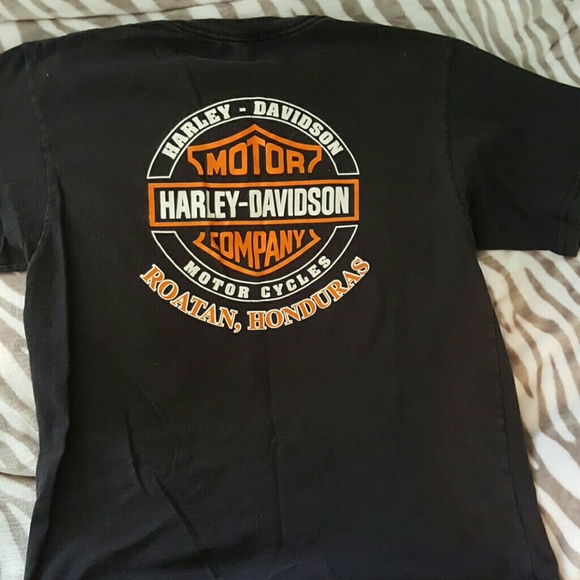 HARLEY - DAVIDSON
MOTOR
HARLEY-DAVIDSON
COMPANY
MOTOR CYCLES
ROATAN, HONDURAS